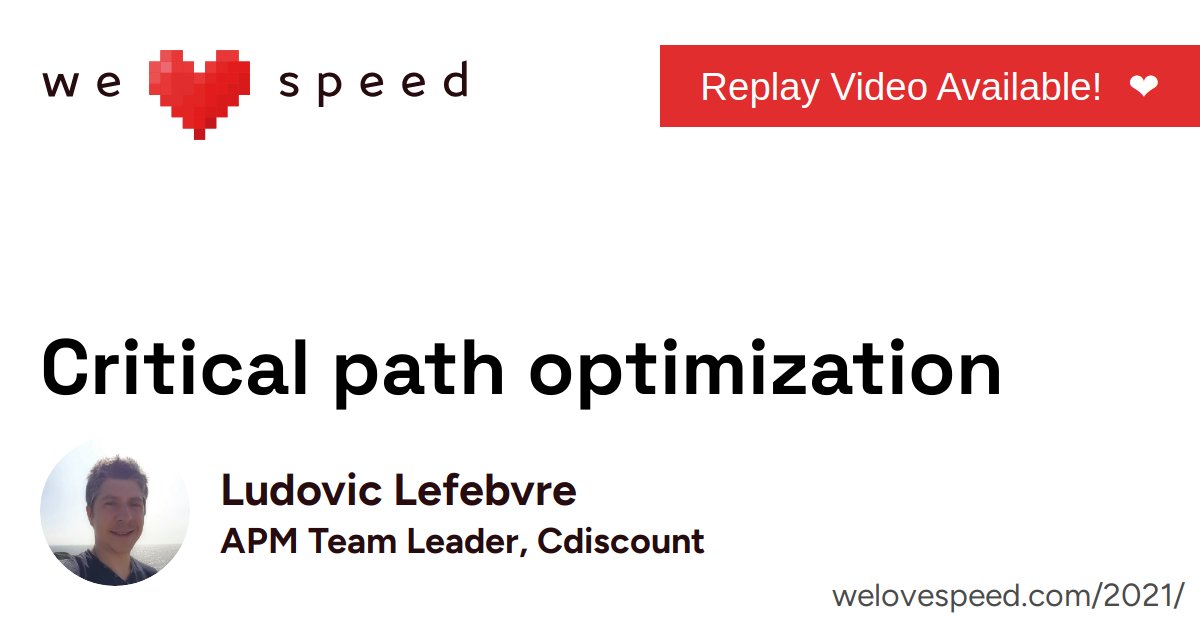 we ❤ speed
Replay Video Available! ❤
Critical path optimization
Ludovic Lefebvre
APM Team Leader, Cdiscount
welovespeed.com/2021/